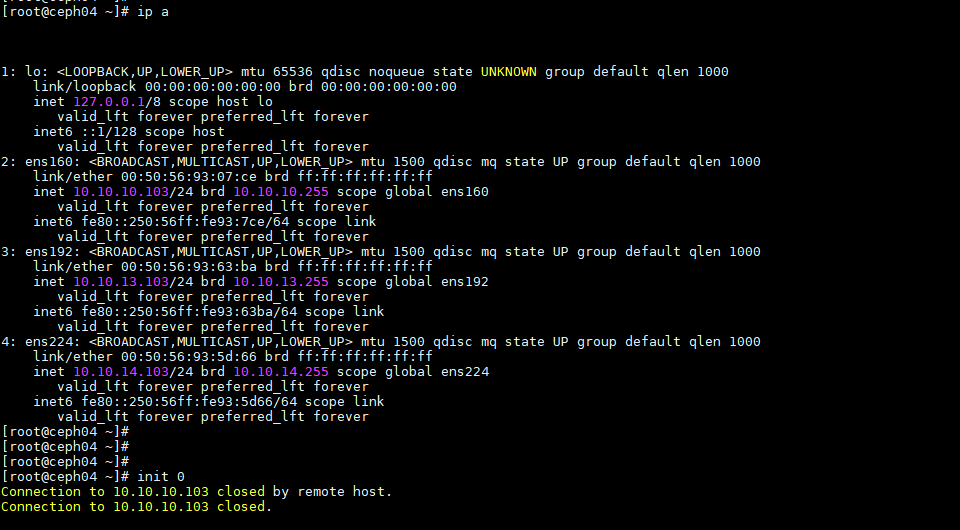 [root@ceph04 ~]# ip a
1: lo: <LOOPBACK,UP,LOWER_UP> mtu 65536 qdisc noqueue state UNKNOWN group default qlen 1000
    link/loopback 00:00:00:00:00:00 brd 00:00:00:00:00:00
    inet 127.0.0.1/8 scope host lo
       valid_lft forever preferred_lft forever
    inet6 ::1/128 scope host
       valid_lft forever preferred_lft forever
2: ens160: <BROADCAST,MULTICAST,UP,LOWER_UP> mtu 1500 qdisc mq state UP group default qlen 1000
    link/ether 00:50:56:93:07:ce brd ff:ff:ff:ff:ff:ff
    inet 10.10.10.103/24 brd 10.10.10.255 scope global ens160
       valid_lft forever preferred_lft forever
    inet6 fe80::250:56ff:fe93:7ce/64 scope link
       valid_lft forever preferred_lft forever
3: ens192: <BROADCAST,MULTICAST,UP,LOWER_UP> mtu 1500 qdisc mq state UP group default qlen 1000
    link/ether 00:50:56:93:63:ba brd ff:ff:ff:ff:ff:ff
    inet 10.10.13.103/24 brd 10.10.13.255 scope global ens192
       valid_lft forever preferred_lft forever
    inet6 fe80::250:56ff:fe93:63ba/64 scope link
       valid_lft forever preferred_lft forever
4: ens224: <BROADCAST,MULTICAST,UP,LOWER_UP> mtu 1500 qdisc mq state UP group default qlen 1000
    link/ether 00:50:56:93:5d:66 brd ff:ff:ff:ff:ff:ff
    inet 10.10.14.103/24 brd 10.10.14.255 scope global ens224
       valid_lft forever preferred_lft forever
    inet6 fe80::250:56ff:fe93:5d66/64 scope link
       valid_lft forever preferred_lft forever
[root@ceph04 ~]#
[root@ceph04 ~]#
[root@ceph04 ~]#
[root@ceph04 ~]# init 0
Connection to 10.10.10.103 closed by remote host.
Connection to 10.10.10.103 closed.